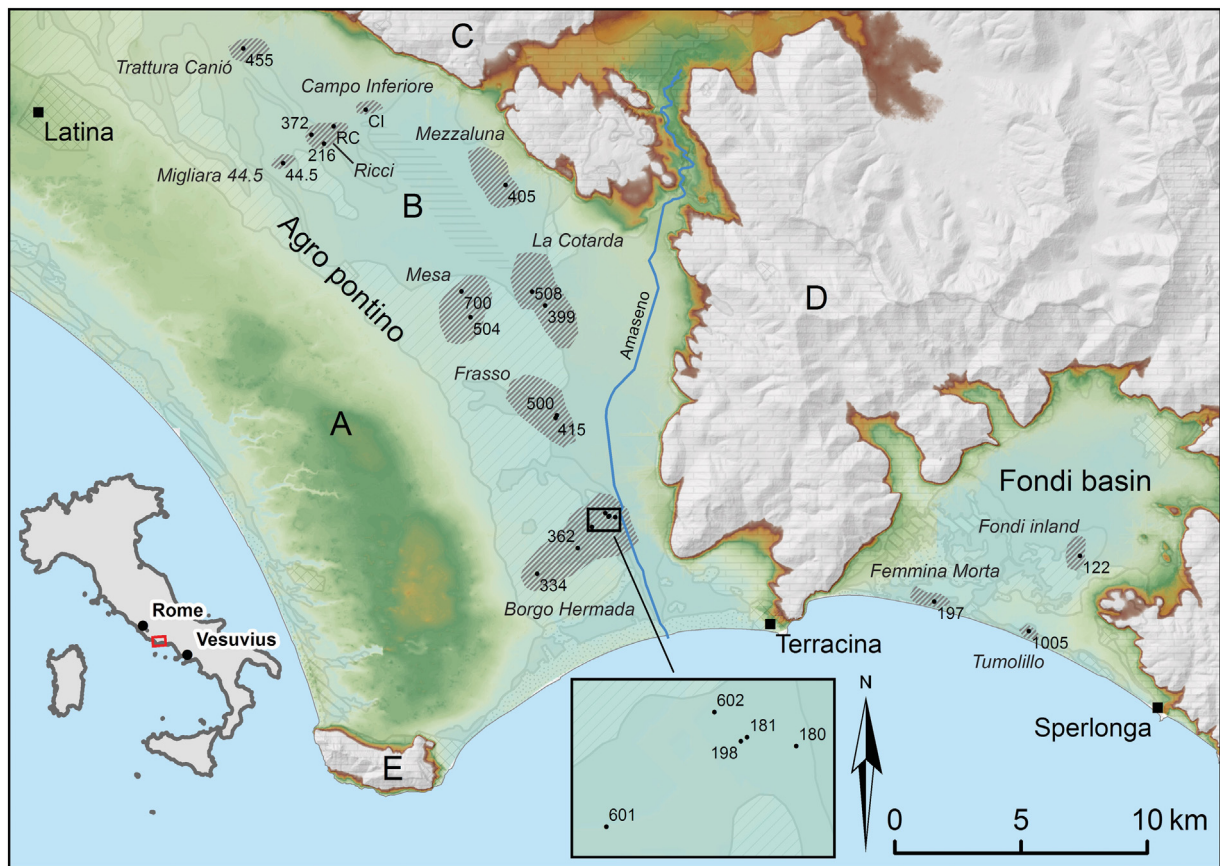 C
455
Trattura Caniò
Campo Inferiore
CI
Latina
372
RC
Mezzaluna
216
Ricci
Migliara 44.5
44.5
405
B
Agro pontino
La Cotarda
Mesa
508
700
399
504
D
Amaseno
Frasso
500
415
A
Fondi basin
Fondi inland
122
362
334
Femmina Morta
197
Borgo Hermada
Rome
Vesuvius
Terracina
1005
Tumolillo
602
181
198
180
601
N
Sperlonga
E
0 5 10 km